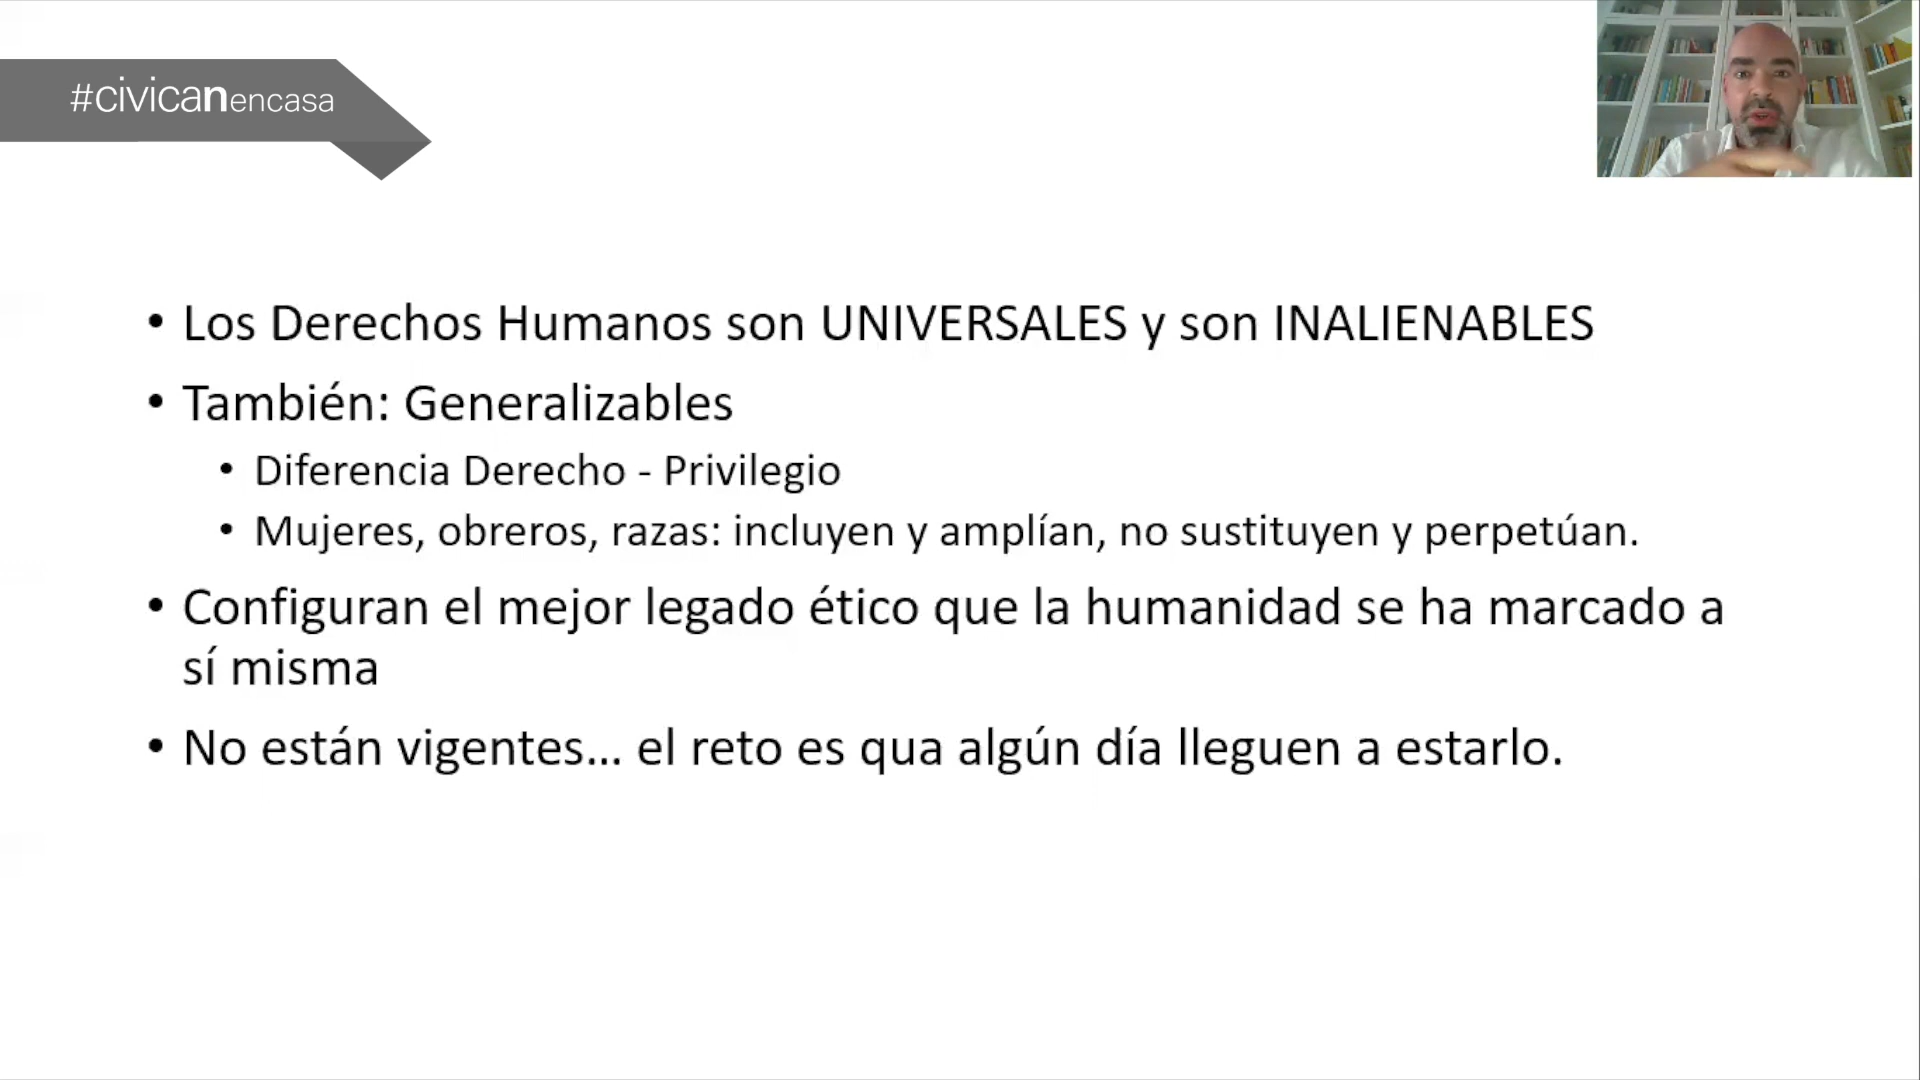 #civicanencasa
• Los Derechos Humanos son UNIVERSALES y son INALIENABLES
• También: Generalizables
• Diferencia Derecho - Privilegio
• Mujeres, obreros, razas: incluyen y amplían, no sustituyen y perpetúan.
• Configuran el mejor legado ético que la humanidad se ha marcado a
sí misma
• No están vigentes... el reto es qua algún día lleguen a estarlo.